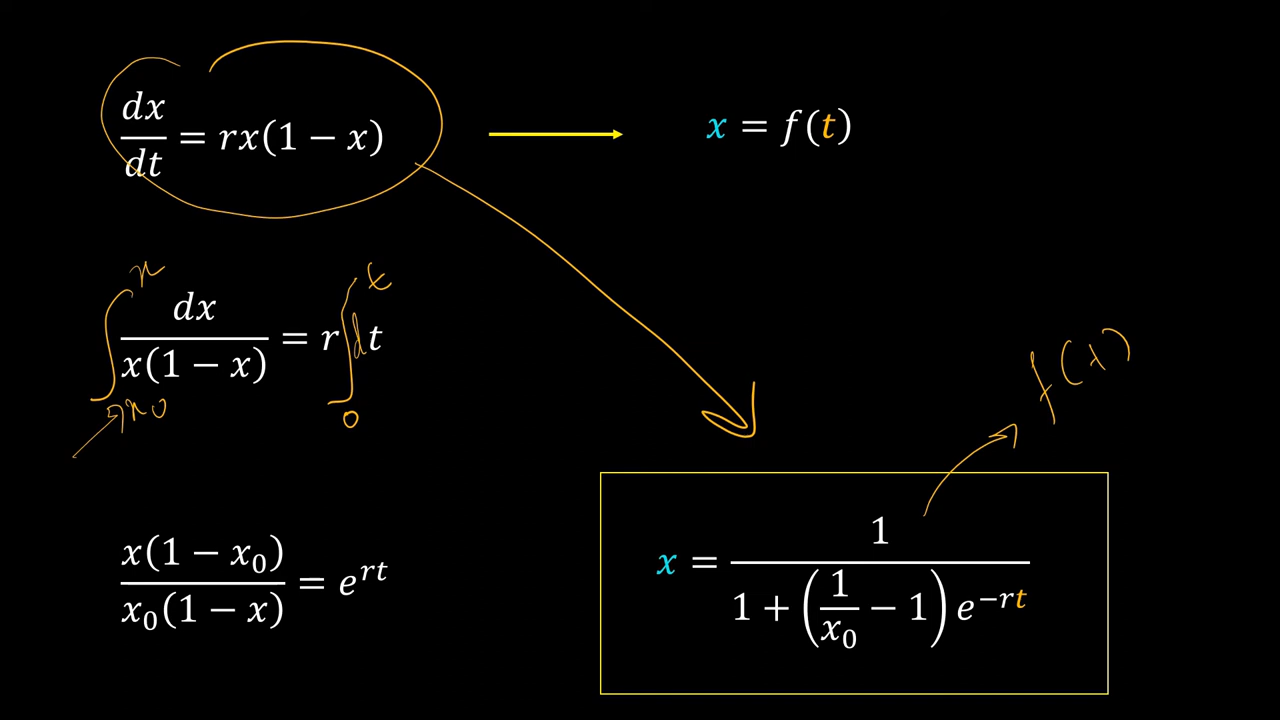 dx/dt = rx(1 − x)
x = f(t)
∫_{x0}^{x} dx/(x(1 − x)) = r ∫_{0}^{t} dt
f(t)
x(1 − x₀)/(x₀(1 − x)) = e^{rt}
x = 1/(1 + (1/x₀ − 1) e^{−rt})